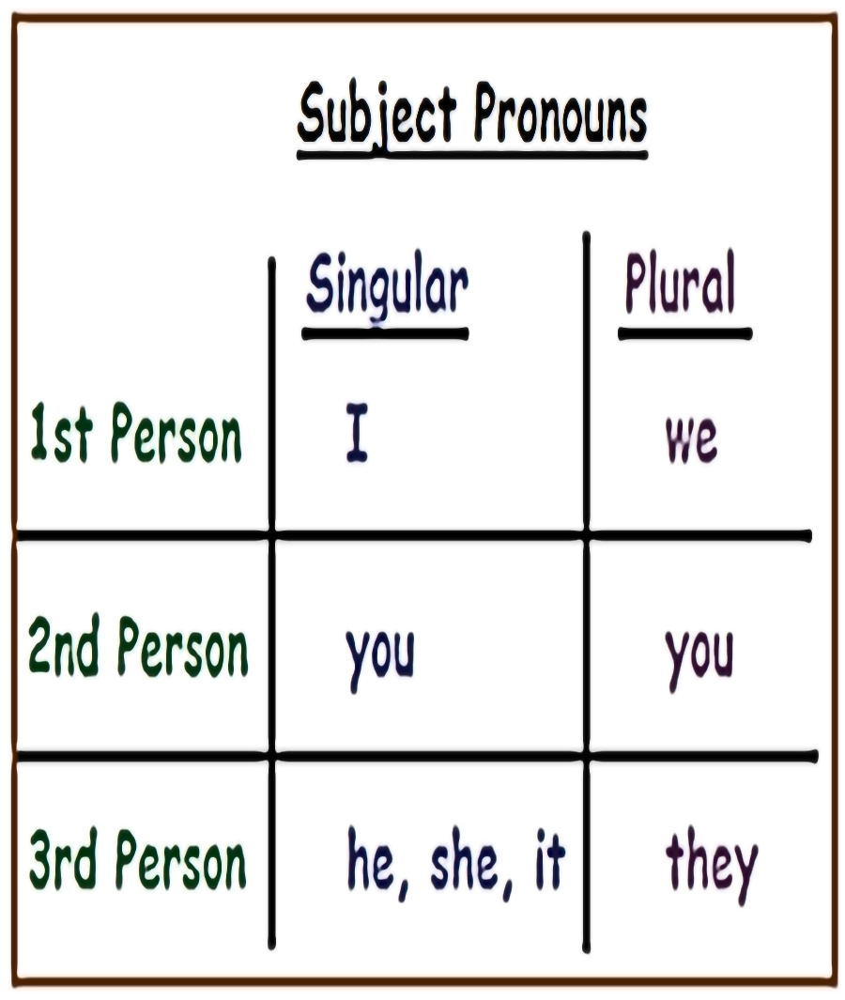 Subject Pronouns
Singular Plural
1st Person I we
2nd Person you you
3rd Person he, she, it they